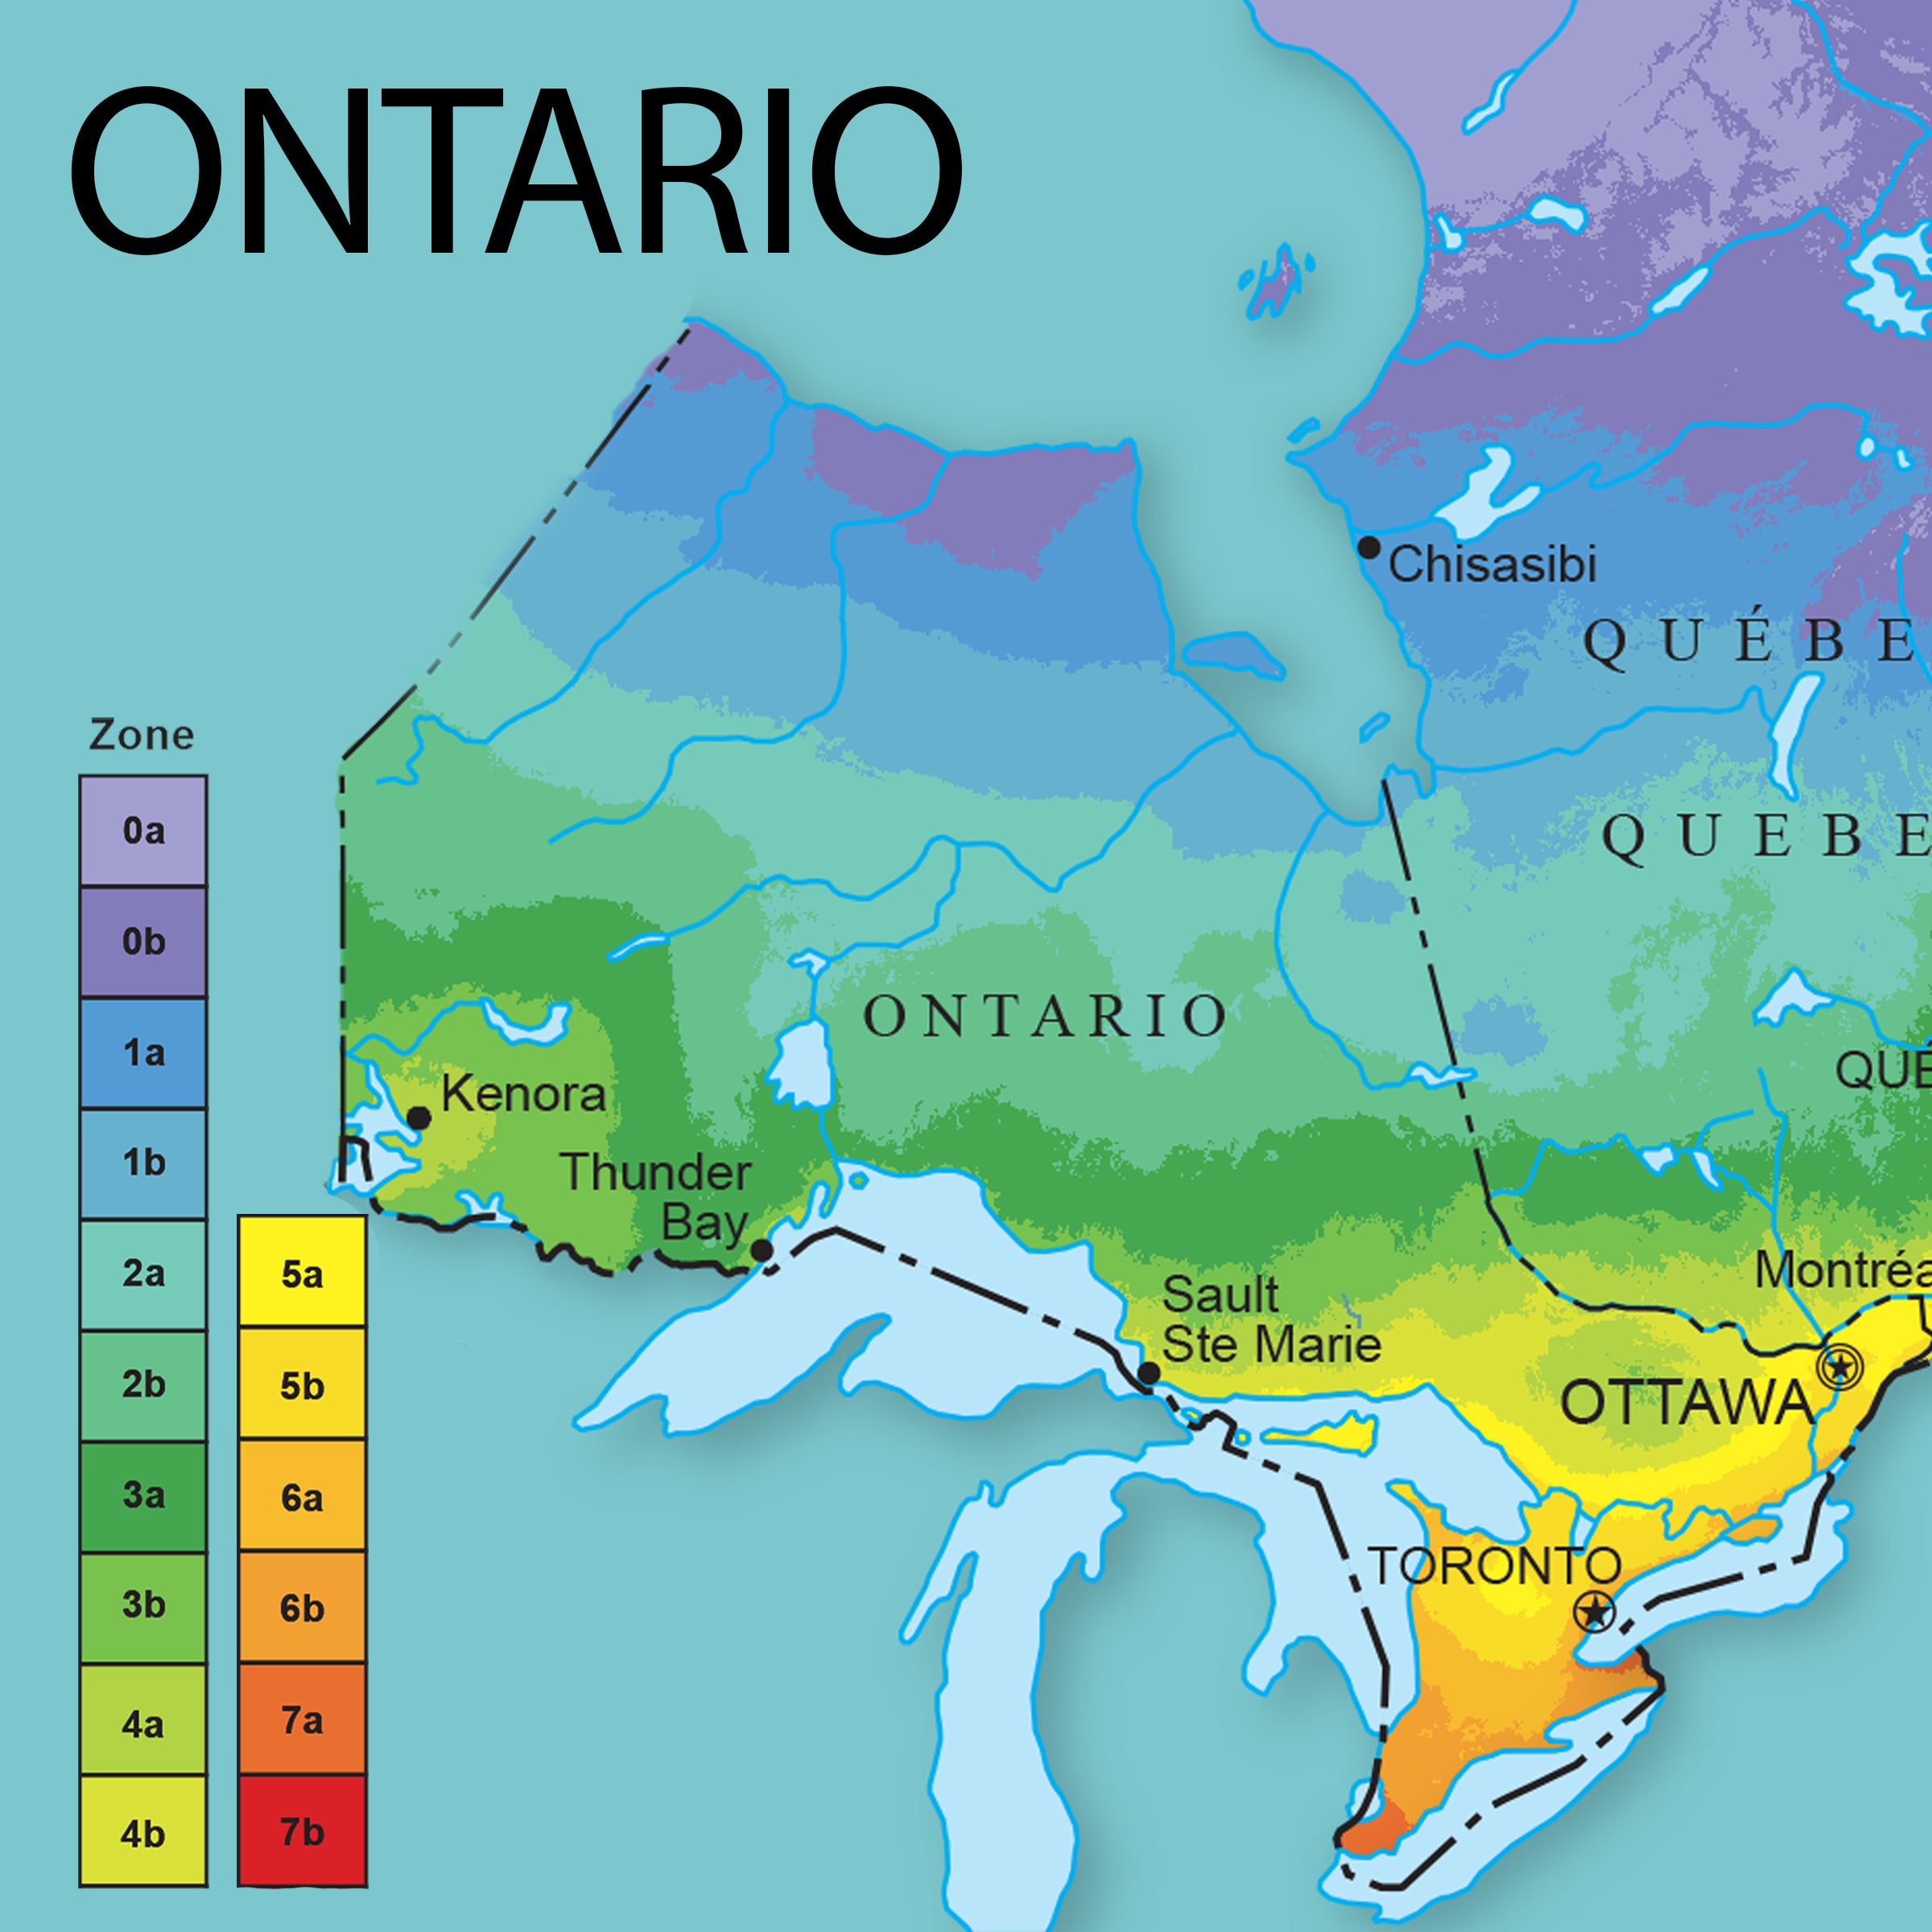 ONTARIO
Chisasibi
QUÉBE
QUEBE
Zone
0a
0b
1a
1b
2a
2b
3a
3b
4a
4b
5a
5b
6a
6b
7a
7b
ONTARIO
QUE
Kenora
Thunder
Bay
Sault
Ste Marie
Montréa
OTTAWA
TORONTO